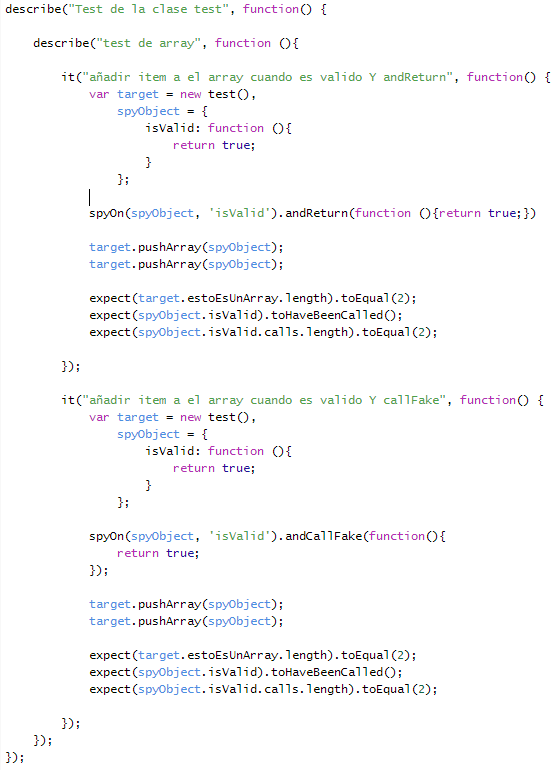 describe("Test de la clase test", function() {
describe("test de array", function (){
it("añadir item a el array cuando es valido Y andReturn", function() {
var target = new test(),
spyObject = {
isValid: function (){
return true;
}
};
spyOn(spyObject, 'isValid').andReturn(function (){return true;})
target.pushArray(spyObject);
target.pushArray(spyObject);
expect(target.estoEsUnArray.length).toEqual(2);
expect(spyObject.isValid).toHaveBeenCalled();
expect(spyObject.isValid.calls.length).toEqual(2);
});
it("añadir item a el array cuando es valido Y callFake", function() {
var target = new test(),
spyObject = {
isValid: function (){
return true;
}
};
spyOn(spyObject, 'isValid').andCallFake(function(){
return true;
});
target.pushArray(spyObject);
target.pushArray(spyObject);
expect(target.estoEsUnArray.length).toEqual(2);
expect(spyObject.isValid).toHaveBeenCalled();
expect(spyObject.isValid.calls.length).toEqual(2);
});
});
});